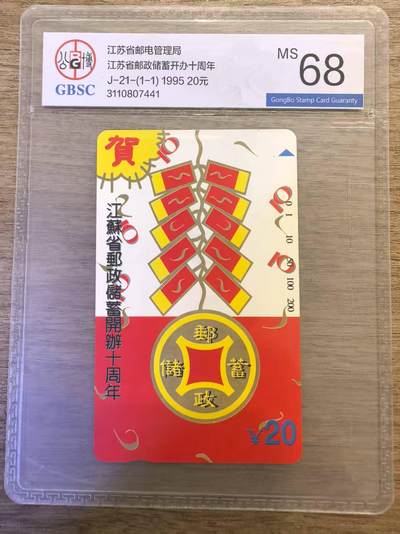 江苏省邮电管理局
江苏省邮政储蓄开办十周年
J-21-(1-1) 1995 20元
3110807441
GBSC
MS 68
GongBo Stamp Card Guaranty
賀
江蘇省郵政儲蓄開辦十周年
0 1 10 50 100 200
郵
儲 蓄
政
¥20